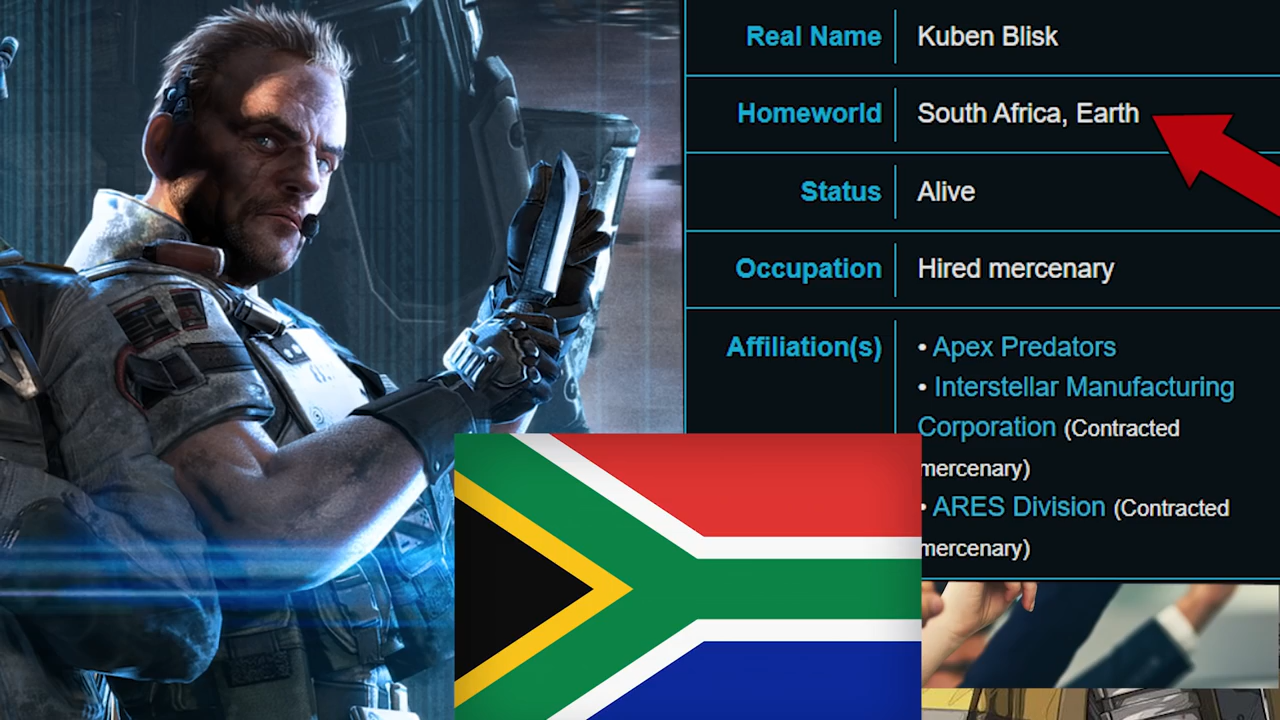 Real Name Kuben Blisk
Homeworld South Africa, Earth
Status Alive
Occupation Hired mercenary
Affiliation(s) • Apex Predators
• Interstellar Manufacturing
Corporation (Contracted
mercenary)
• ARES Division (Contracted
mercenary)